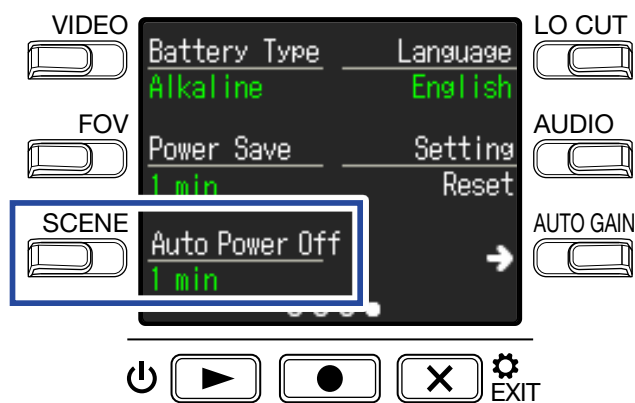 VIDEO
LO CUT
Battery Type
Language
Alkaline
English
FOV
AUDIO
Power Save
Setting
1 min
Reset
SCENE
AUTO GAIN
Auto Power Off
1 min
EXIT